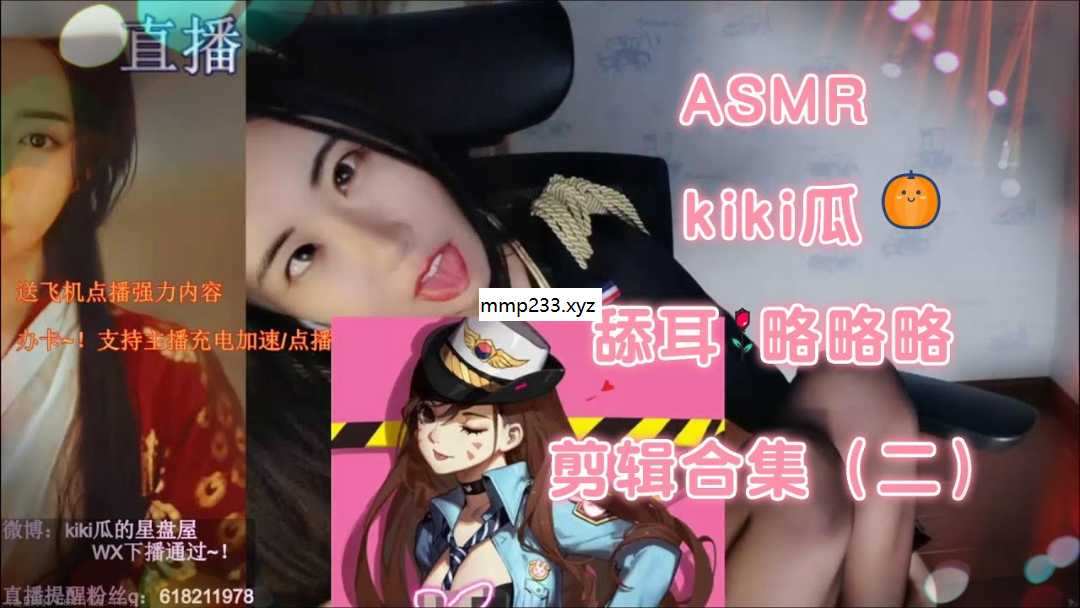 直播
ASMR
kiki瓜
送飞机点播强力内容
mmp233.xyz
办卡~！支持主播充电加速/点播
舔耳 略略略
剪辑合集（二）
微博：kiki瓜的星盘屋
WX下播通过~！
直播提醒粉丝q：618211978